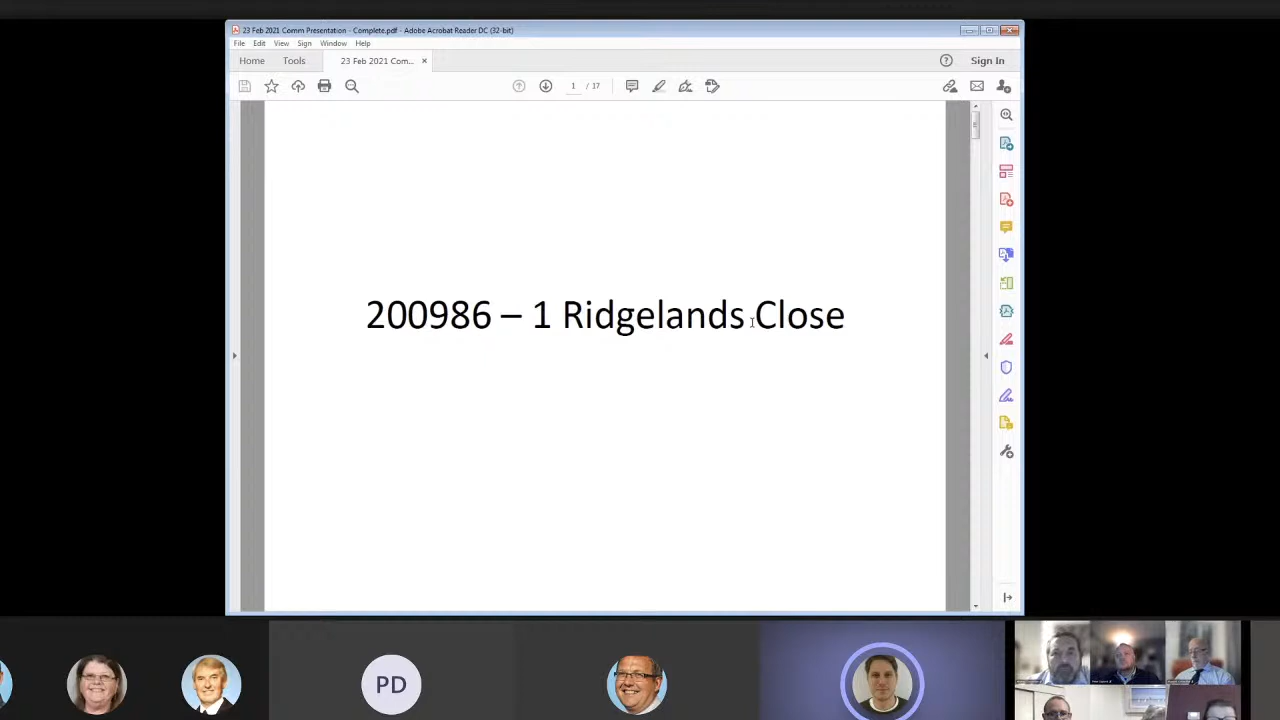 23 Feb 2021 Comm Presentation - Complete.pdf - Adobe Acrobat Reader DC (32-bit)
File Edit View Sign Window Help
Home Tools 23 Feb 2021 Com... Sign In
1 / 17
200986 – 1 Ridgelands Close
PD